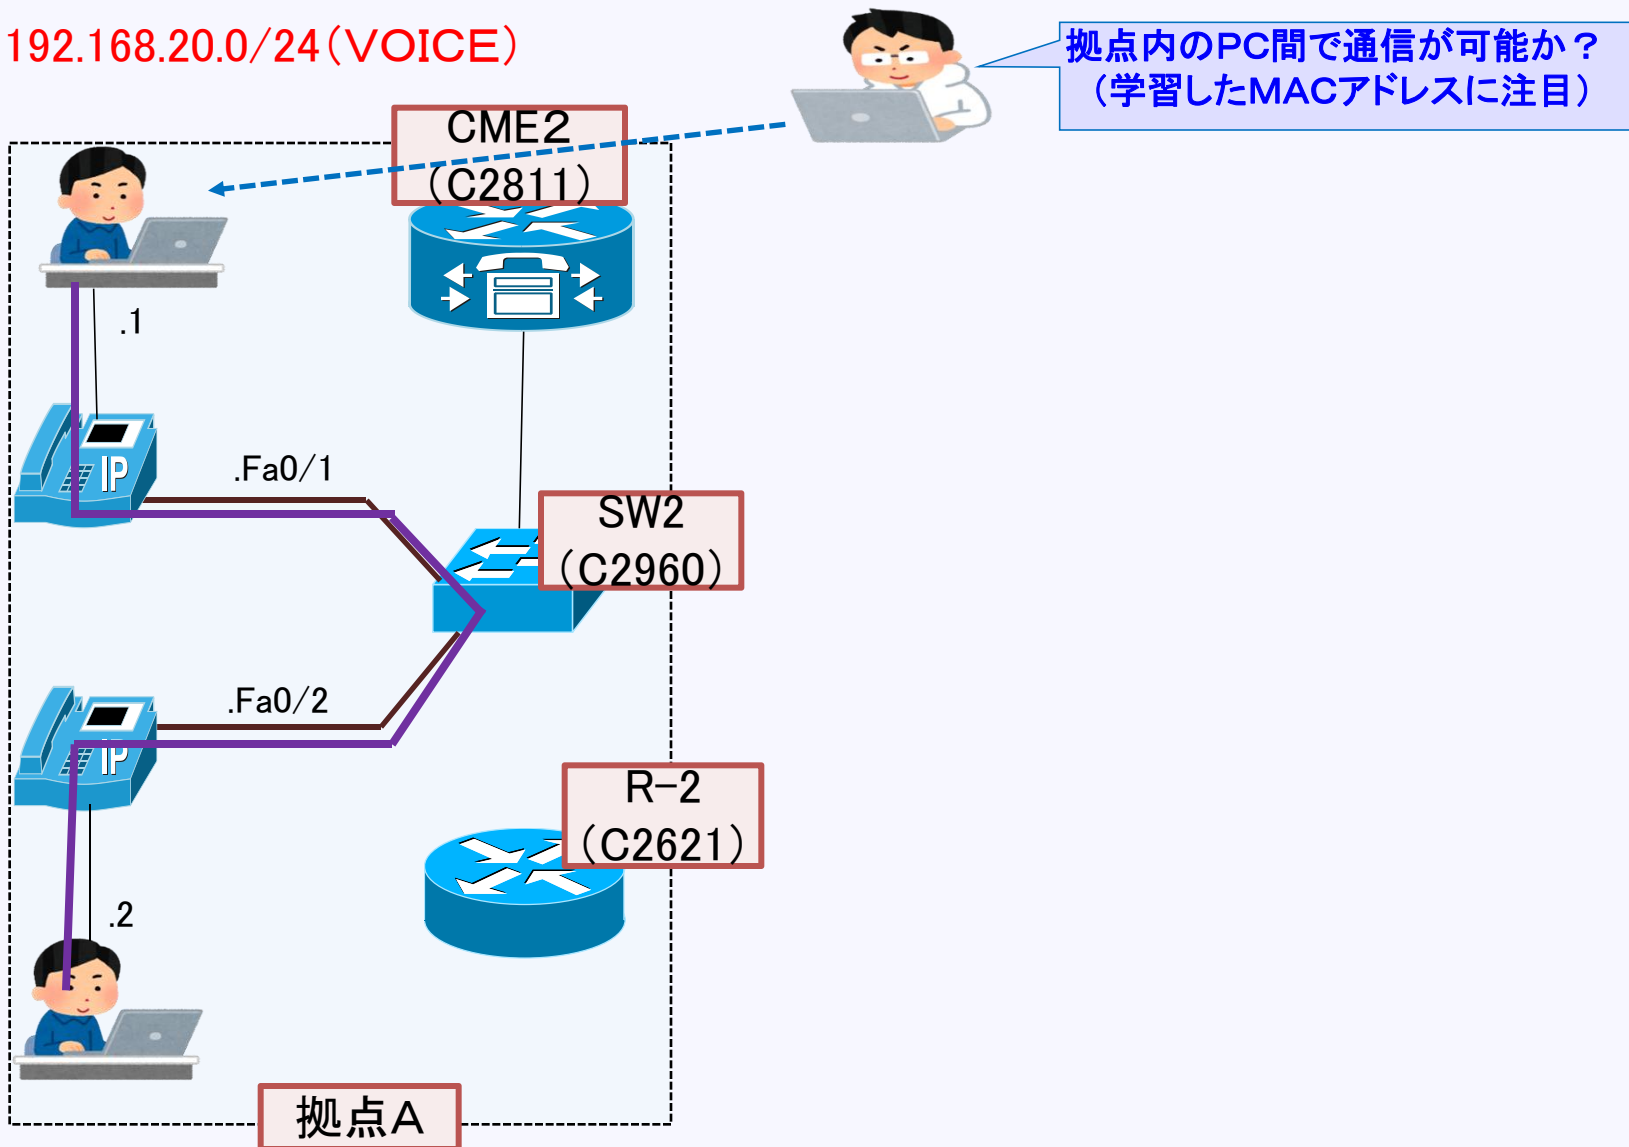 192.168.20.0/24(VOICE)
拠点内のPC間で通信が可能か？
（学習したMACアドレスに注目）
CME2
（C2811）
.1
IP
.Fa0/1
SW2
（C2960）
.Fa0/2
IP
R-2
（C2621）
.2
拠点A